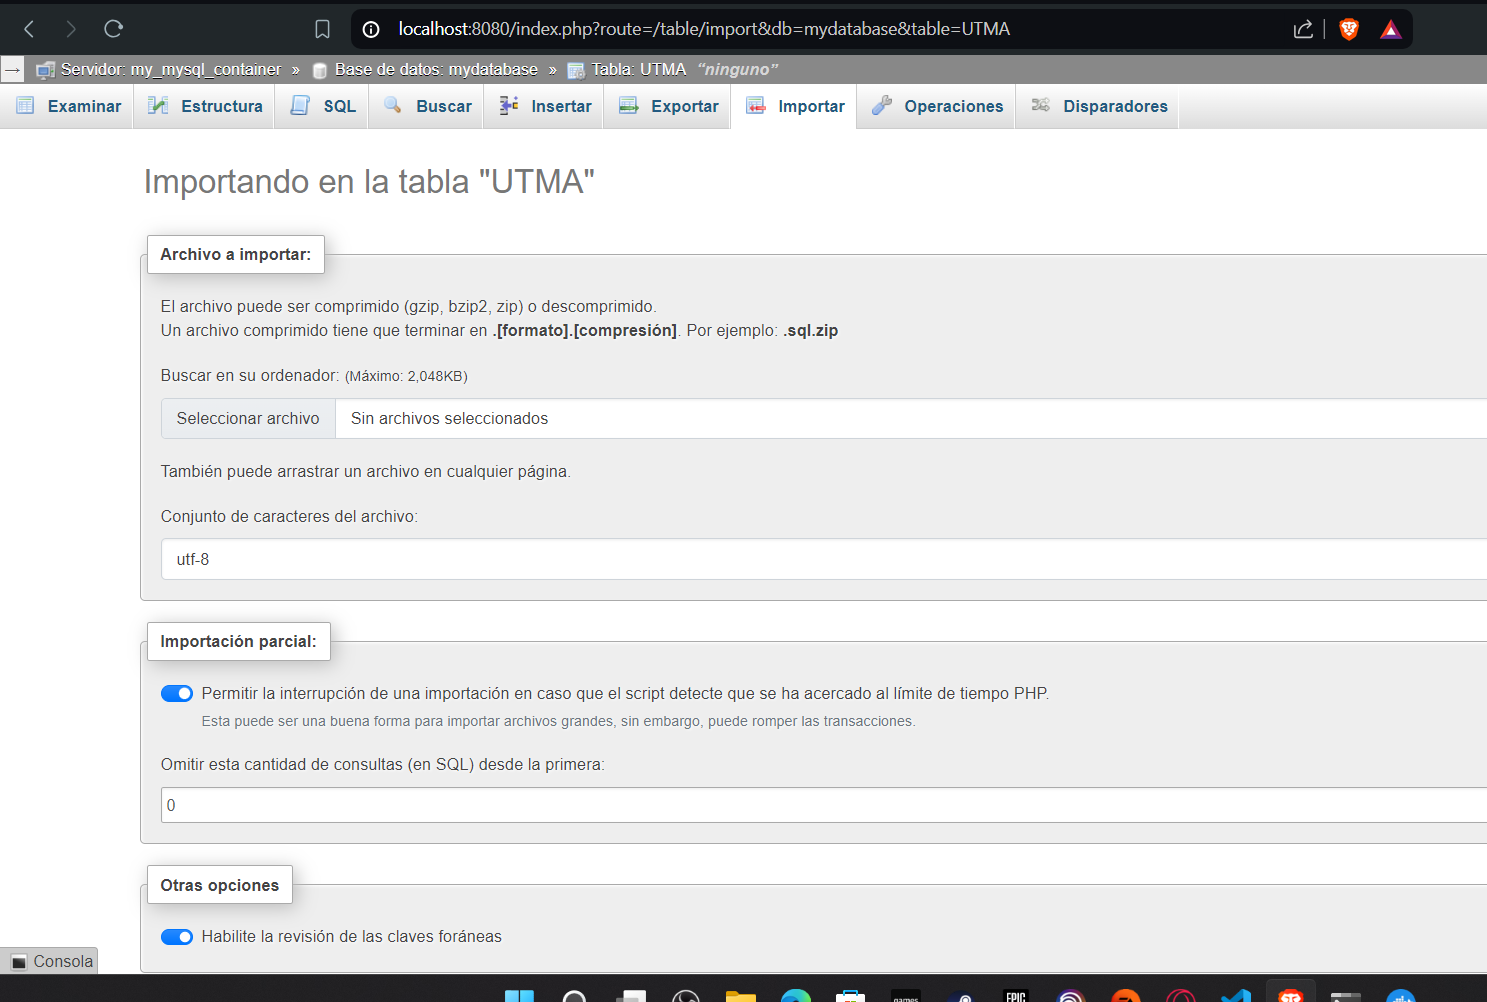 localhost:8080/index.php?route=/table/import&db=mydatabase&table=UTMA
Servidor: my_mysql_container » Base de datos: mydatabase » Tabla: UTMA “ninguno”
Examinar Estructura SQL Buscar Insertar Exportar Importar Operaciones Disparadores
Importando en la tabla "UTMA"
Archivo a importar:
El archivo puede ser comprimido (gzip, bzip2, zip) o descomprimido.
Un archivo comprimido tiene que terminar en .[formato].[compresión]. Por ejemplo: .sql.zip
Buscar en su ordenador: (Máximo: 2,048KB)
Seleccionar archivo Sin archivos seleccionados
También puede arrastrar un archivo en cualquier página.
Conjunto de caracteres del archivo:
utf-8
Importación parcial:
Permitir la interrupción de una importación en caso que el script detecte que se ha acercado al límite de tiempo PHP.
Esta puede ser una buena forma para importar archivos grandes, sin embargo, puede romper las transacciones.
Omitir esta cantidad de consultas (en SQL) desde la primera:
0
Otras opciones
Habilite la revisión de las claves foráneas
Consola
games
EPIC